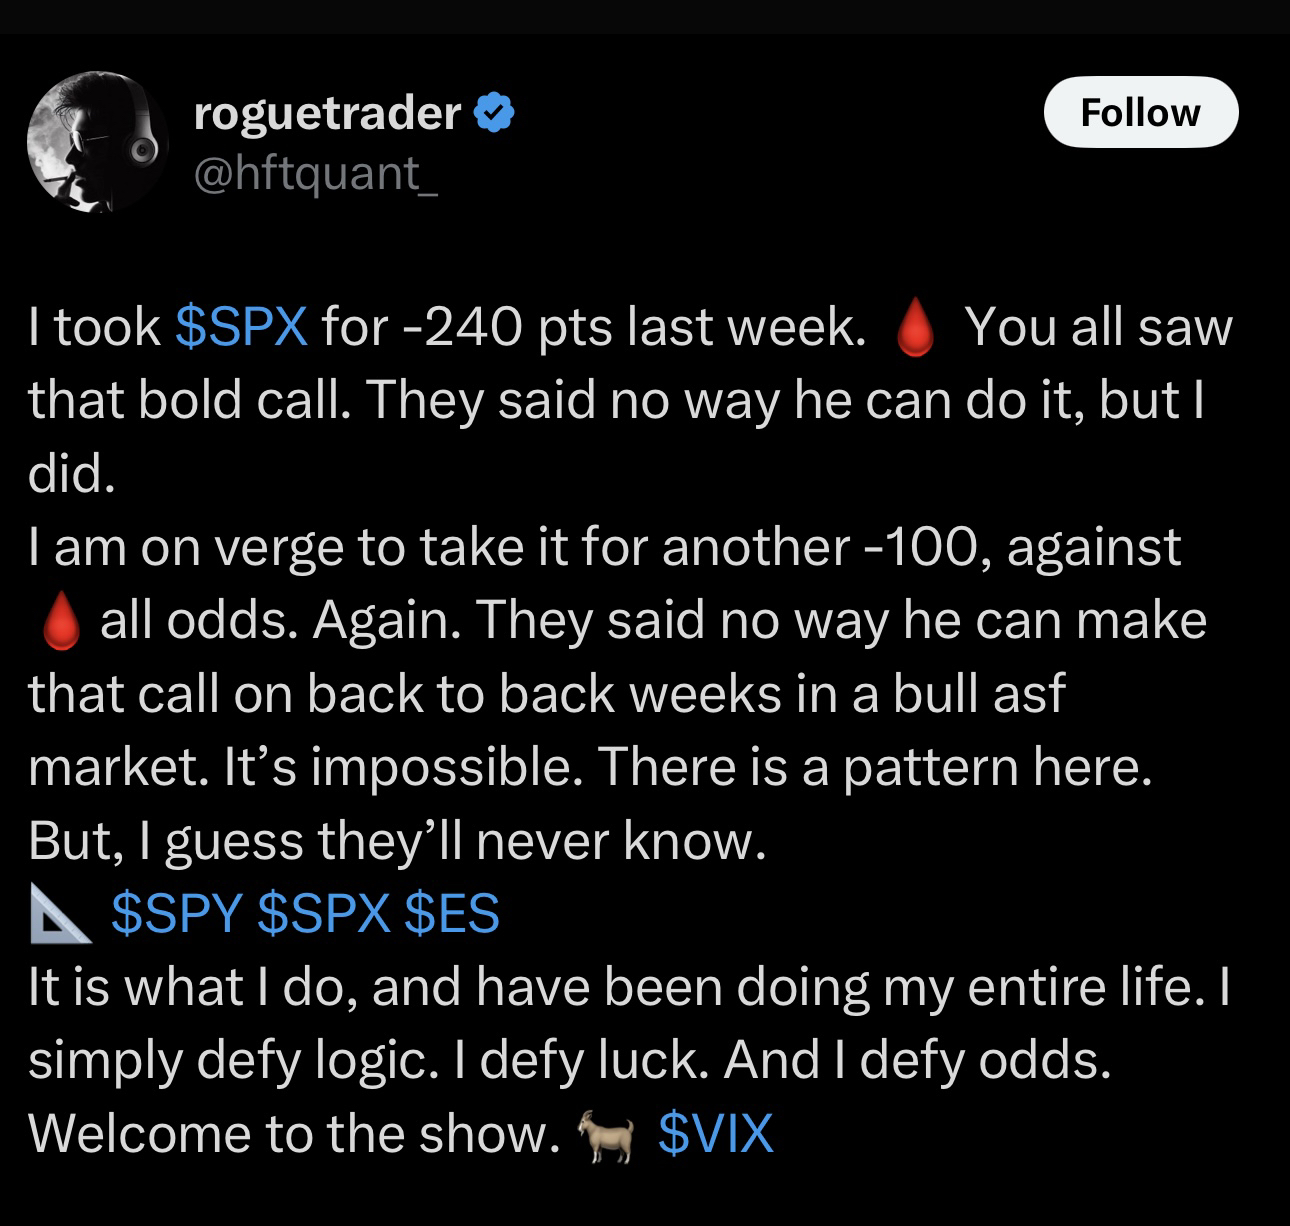 roguetrader
Follow
@hftquant_
I took $SPX for -240 pts last week. 🩸 You all saw
that bold call. They said no way he can do it, but I
did.
I am on verge to take it for another -100, against
🩸 all odds. Again. They said no way he can make
that call on back to back weeks in a bull asf
market. It’s impossible. There is a pattern here.
But, I guess they’ll never know.
📐 $SPY $SPX $ES
It is what I do, and have been doing my entire life. I
simply defy logic. I defy luck. And I defy odds.
Welcome to the show. 🐐 $VIX